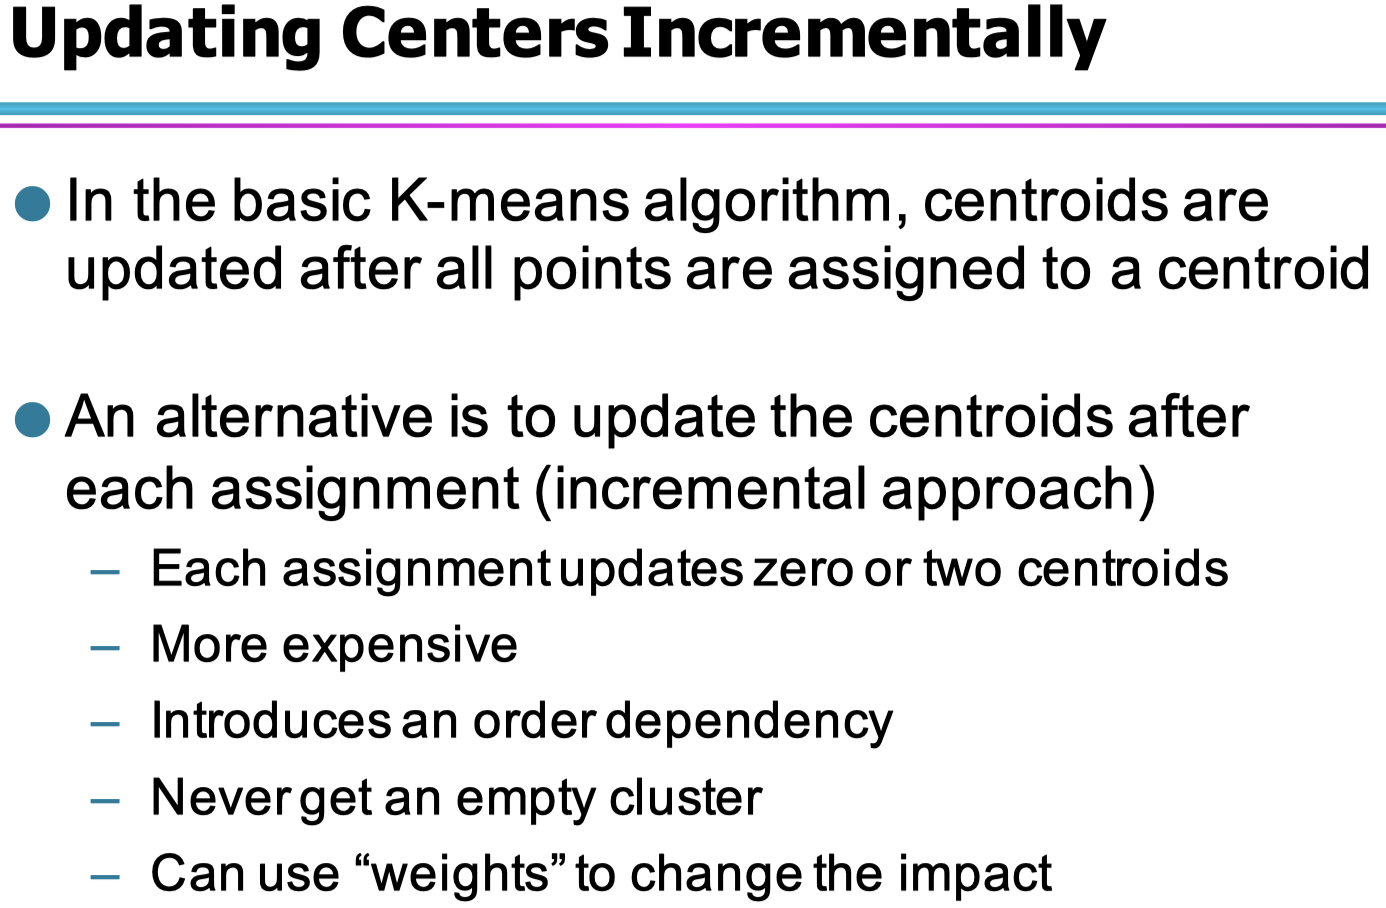 Updating Centers Incrementally
● In the basic K-means algorithm, centroids are
updated after all points are assigned to a centroid
● An alternative is to update the centroids after
each assignment (incremental approach)
– Each assignment updates zero or two centroids
– More expensive
– Introduces an order dependency
– Never get an empty cluster
– Can use “weights” to change the impact